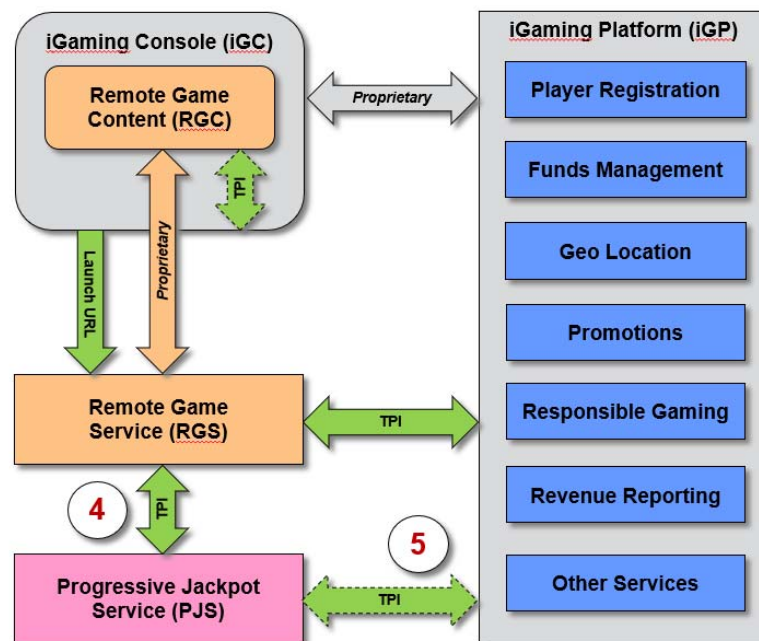 iGaming Console (iGC)
Remote Game
Content (RGC)
TPI
Proprietary
Launch URL
Proprietary
iGaming Platform (iGP)
Player Registration
Funds Management
Geo Location
Promotions
Responsible Gaming
Revenue Reporting
Other Services
Remote Game
Service (RGS)
TPI
4
TPI
5
Progressive Jackpot
Service (PJS)
TPI